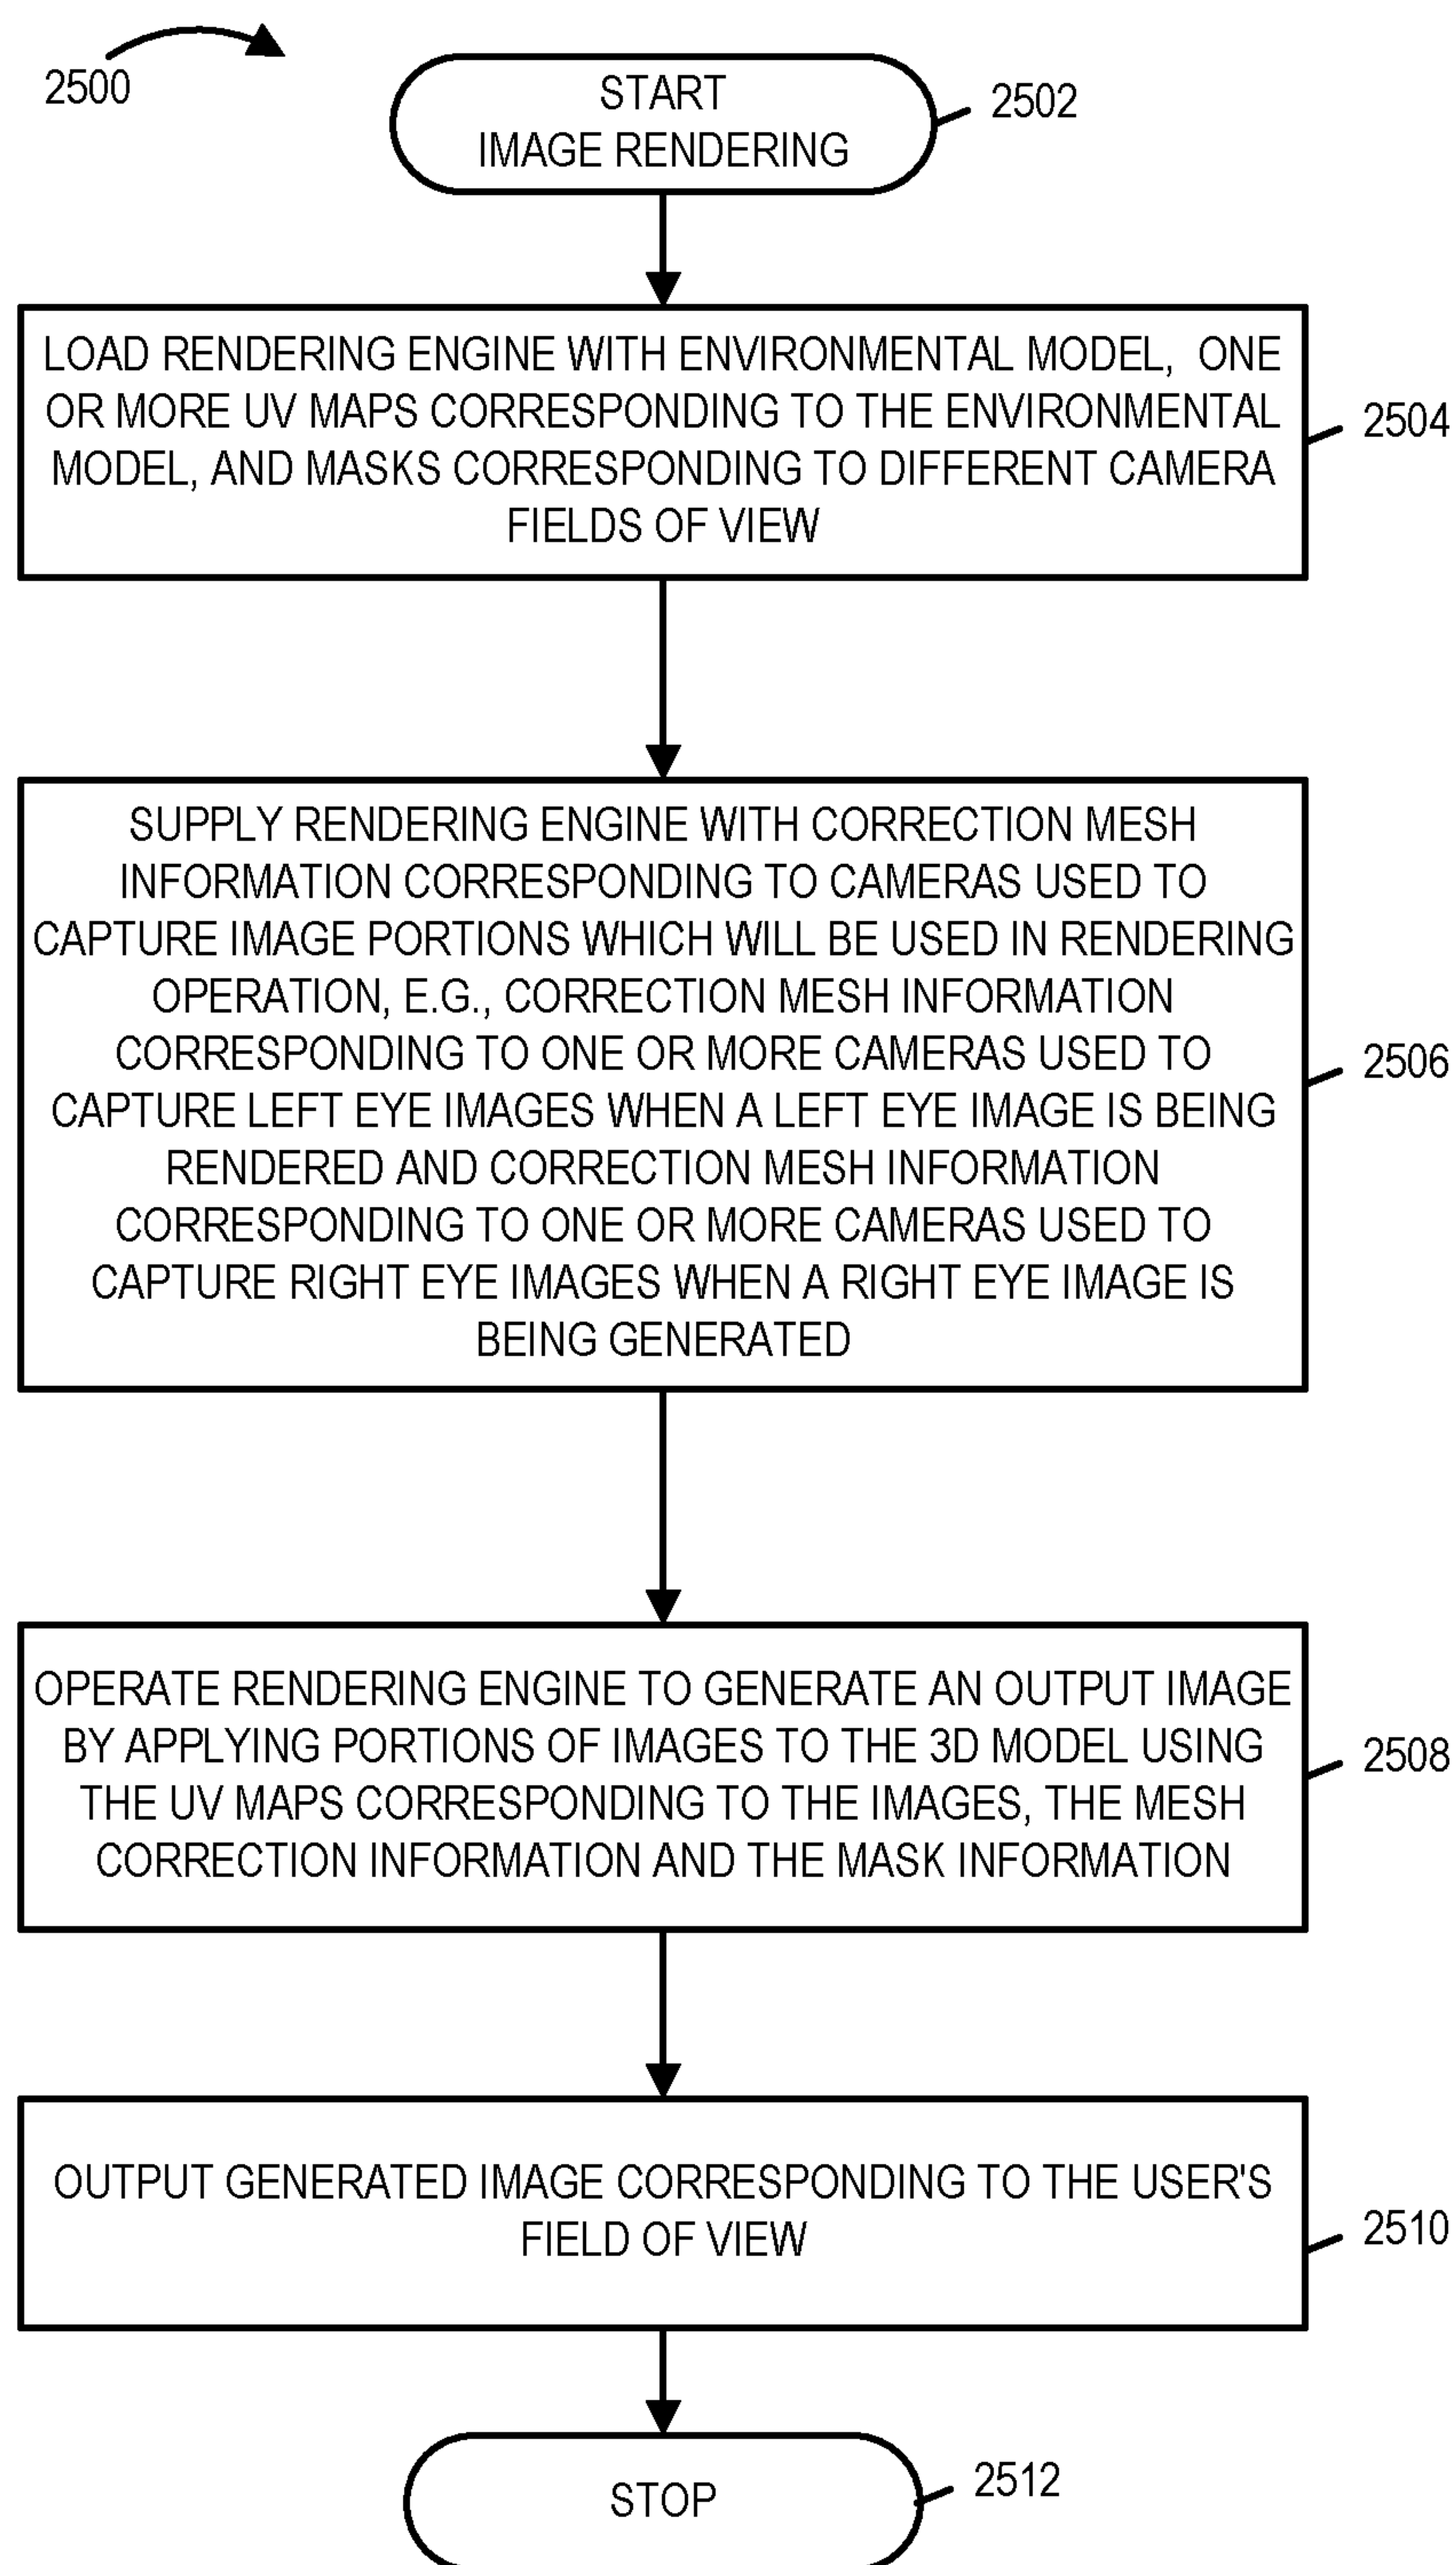 2500
START
IMAGE RENDERING
2502
LOAD RENDERING ENGINE WITH ENVIRONMENTAL MODEL, ONE
OR MORE UV MAPS CORRESPONDING TO THE ENVIRONMENTAL
MODEL, AND MASKS CORRESPONDING TO DIFFERENT CAMERA
FIELDS OF VIEW
2504
SUPPLY RENDERING ENGINE WITH CORRECTION MESH
INFORMATION CORRESPONDING TO CAMERAS USED TO
CAPTURE IMAGE PORTIONS WHICH WILL BE USED IN RENDERING
OPERATION, E.G., CORRECTION MESH INFORMATION
CORRESPONDING TO ONE OR MORE CAMERAS USED TO
CAPTURE LEFT EYE IMAGES WHEN A LEFT EYE IMAGE IS BEING
RENDERED AND CORRECTION MESH INFORMATION
CORRESPONDING TO ONE OR MORE CAMERAS USED TO
CAPTURE RIGHT EYE IMAGES WHEN A RIGHT EYE IMAGE IS
BEING GENERATED
2506
OPERATE RENDERING ENGINE TO GENERATE AN OUTPUT IMAGE
BY APPLYING PORTIONS OF IMAGES TO THE 3D MODEL USING
THE UV MAPS CORRESPONDING TO THE IMAGES, THE MESH
CORRECTION INFORMATION AND THE MASK INFORMATION
2508
OUTPUT GENERATED IMAGE CORRESPONDING TO THE USER'S
FIELD OF VIEW
2510
STOP
2512